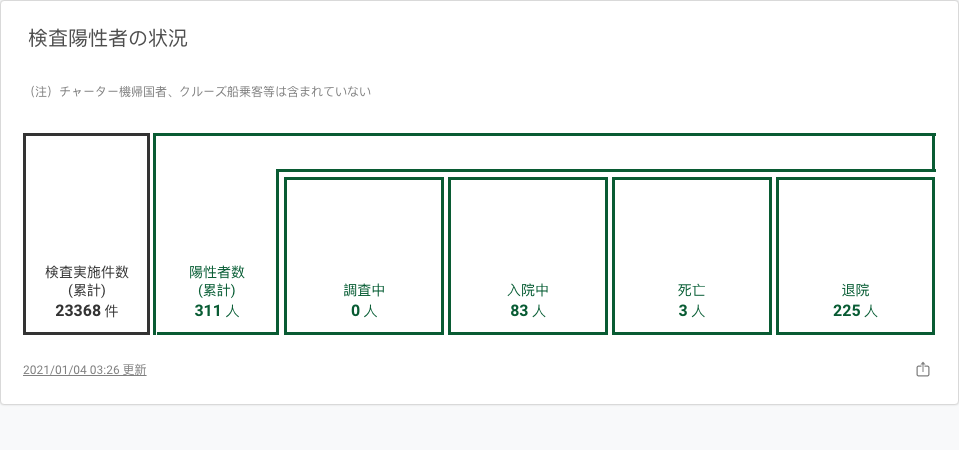 検査陽性者の状況
（注）チャーター機帰国者、クルーズ船乗客等は含まれていない
検査実施件数
(累計)
23368 件
陽性者数
(累計)
311 人
調査中
0 人
入院中
83 人
死亡
3 人
退院
225 人
2021/01/04 03:26 更新